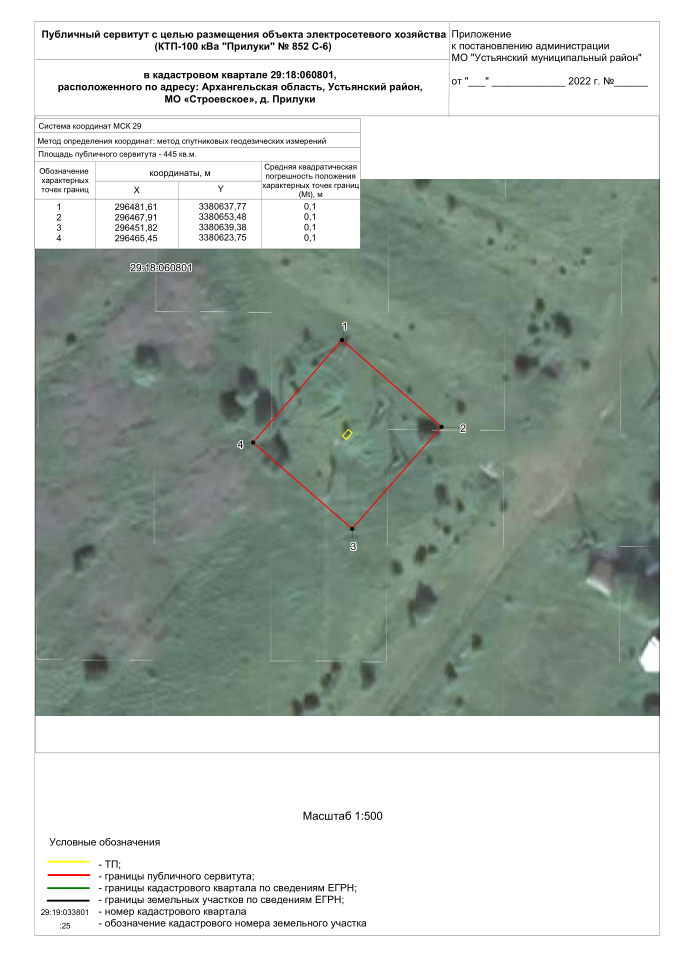 Публичный сервитут с целью размещения объекта электросетевого хозяйства
(КТП-100 кВа "Прилуки" № 852 С-6)
в кадастровом квартале 29:18:060801,
расположенного по адресу: Архангельская область, Устьянский район,
МО «Строевское», д. Прилуки
Приложение
к постановлению администрации
МО "Устьянский муниципальный район"
от "___" _____________ 2022 г. №______
Система координат МСК 29
Метод определения координат: метод спутниковых геодезических измерений
Площадь публичного сервитута - 445 кв.м.
Обозначение
характерных
точек границ
координаты, м
X Y
Средняя квадратическая
погрешность положения
характерных точек границ
(Mt), м
1 296481,61 3380637,77 0,1
2 296467,91 3380653,48 0,1
3 296451,82 3380639,38 0,1
4 296465,45 3380623,75 0,1
29:18:060801
1
2
4
3
Масштаб 1:500
Условные обозначения
- ТП;
- границы публичного сервитута;
- границы кадастрового квартала по сведениям ЕГРН;
- границы земельных участков по сведениям ЕГРН;
29:19:033801 - номер кадастрового квартала
:25 - обозначение кадастрового номера земельного участка